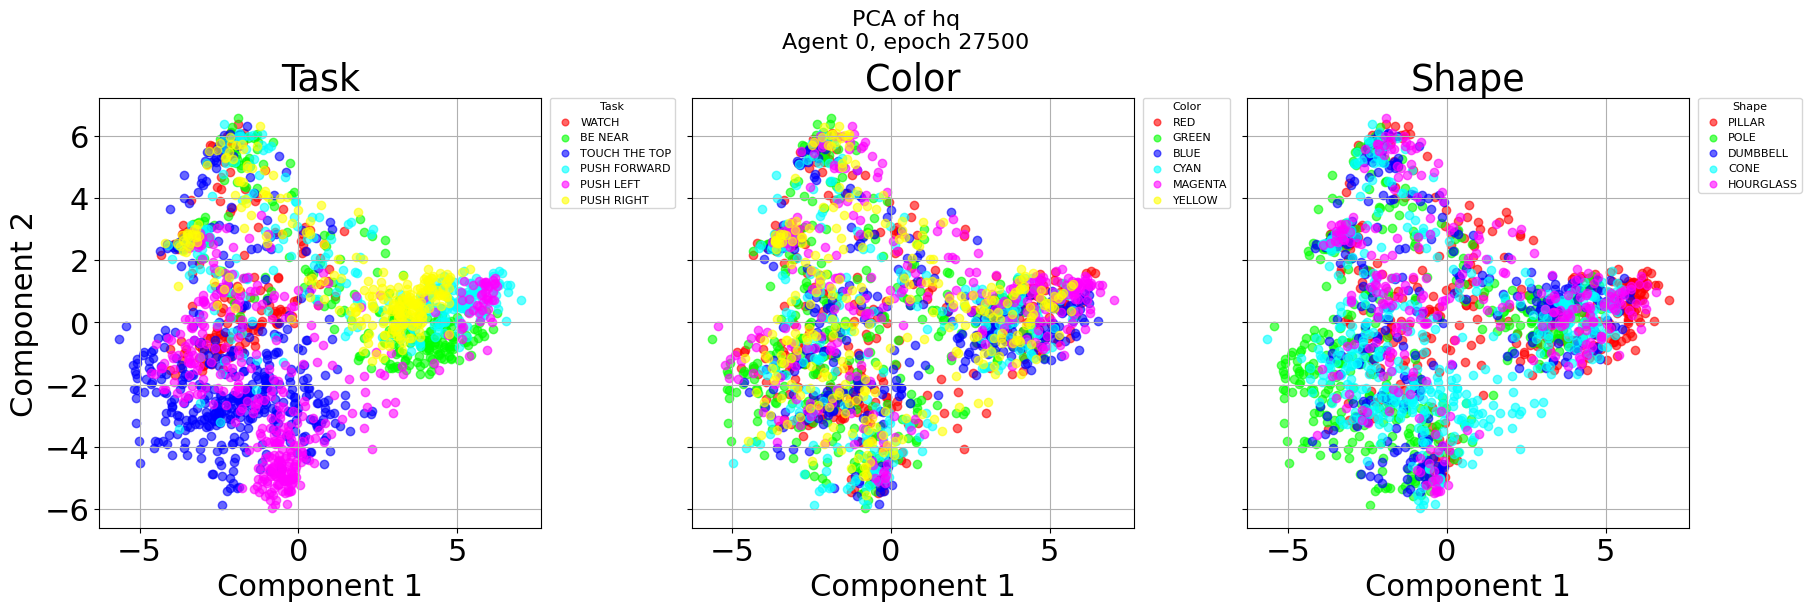 PCA of hq
Agent 0, epoch 27500
Task
Component 2
6
4
2
0
−2
−4
−6
−5
0
5
Component 1
Task
WATCH
BE NEAR
TOUCH THE TOP
PUSH FORWARD
PUSH LEFT
PUSH RIGHT
Color
−5
0
5
Component 1
Color
RED
GREEN
BLUE
CYAN
MAGENTA
YELLOW
Shape
−5
0
5
Component 1
Shape
PILLAR
POLE
DUMBBELL
CONE
HOURGLASS